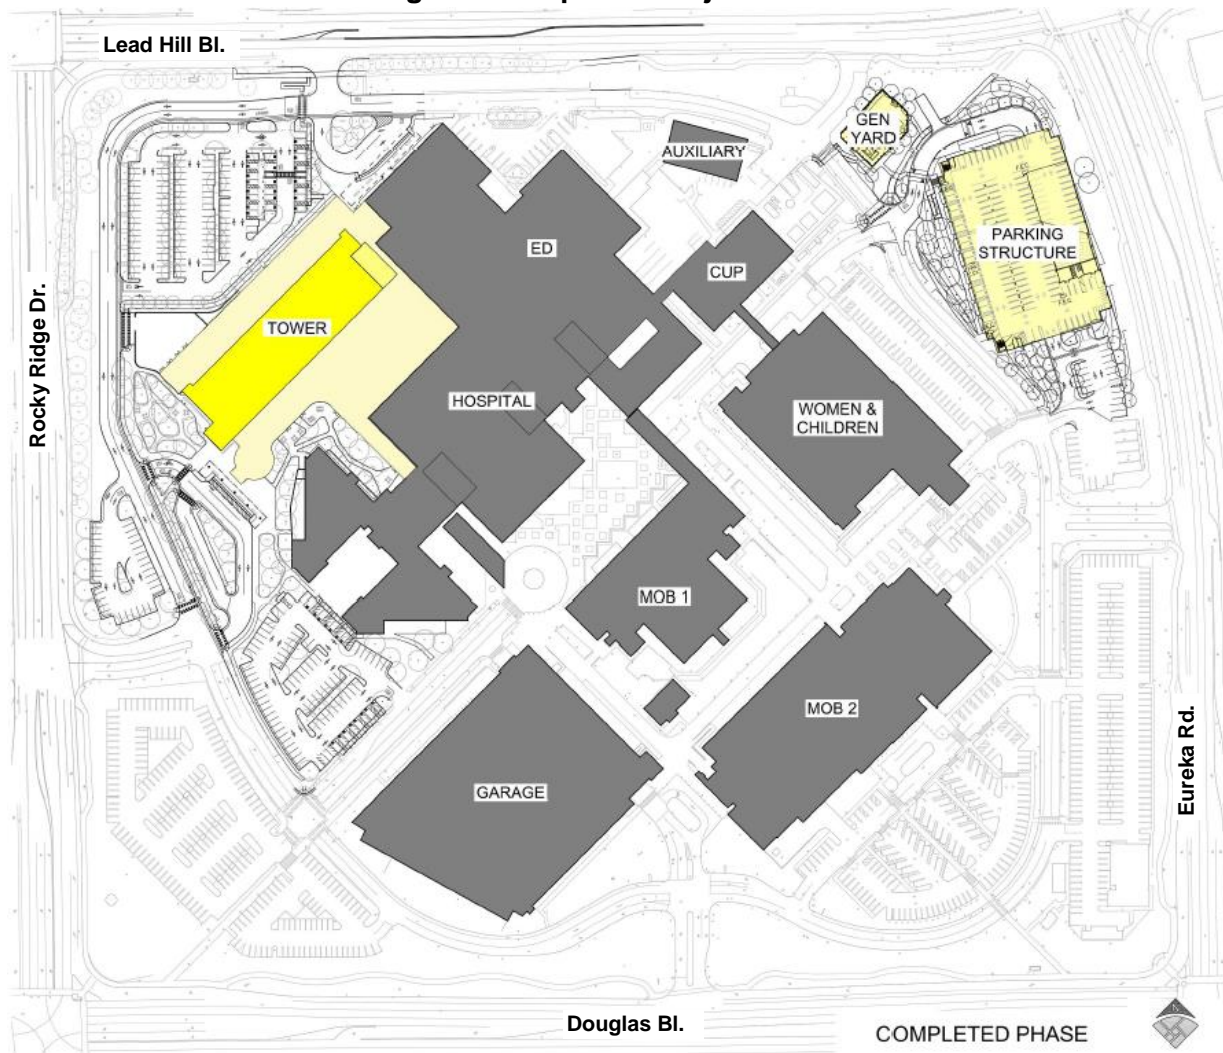 Lead Hill Bl.
GEN
YARD
AUXILIARY
PARKING
STRUCTURE
ED
CUP
Rocky Ridge Dr.
TOWER
HOSPITAL
WOMEN &
CHILDREN
MOB 1
MOB 2
Eureka Rd.
GARAGE
Douglas Bl.
COMPLETED PHASE